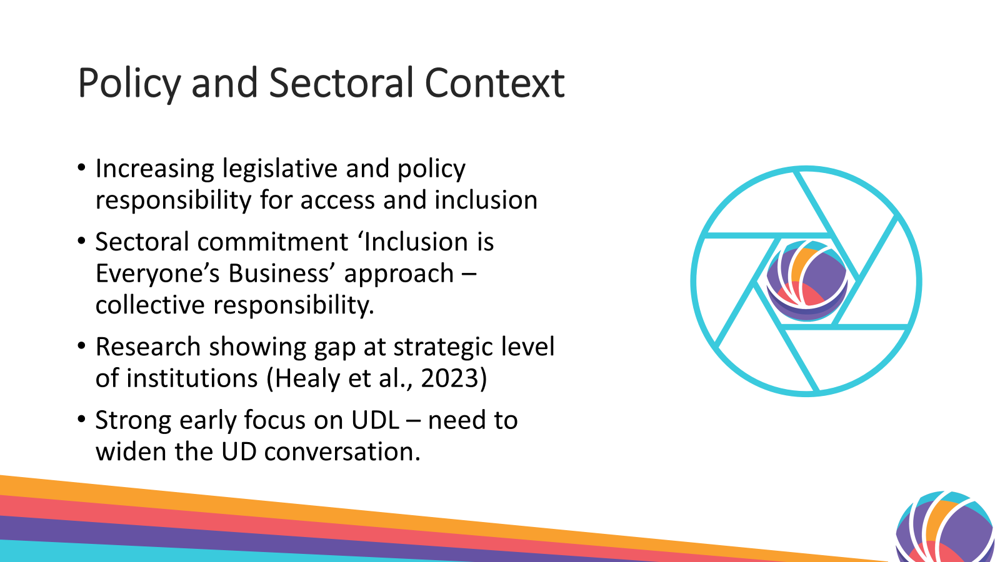 Policy and Sectoral Context
• Increasing legislative and policy
responsibility for access and inclusion
• Sectoral commitment ‘Inclusion is
Everyone’s Business’ approach –
collective responsibility.
• Research showing gap at strategic level
of institutions (Healy et al., 2023)
• Strong early focus on UDL – need to
widen the UD conversation.